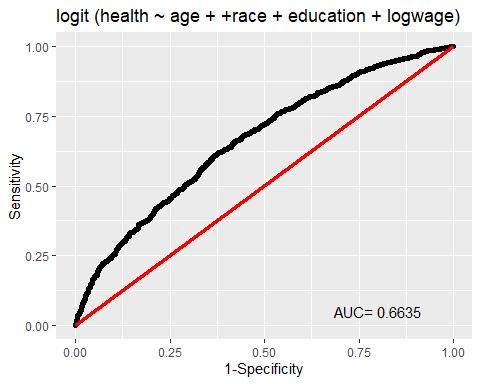 logit (health ~ age + +race + education + logwage)
1.00
0.75
0.50
0.25
0.00
Sensitivity
AUC= 0.6635
0.00 0.25 0.50 0.75 1.00
1-Specificity